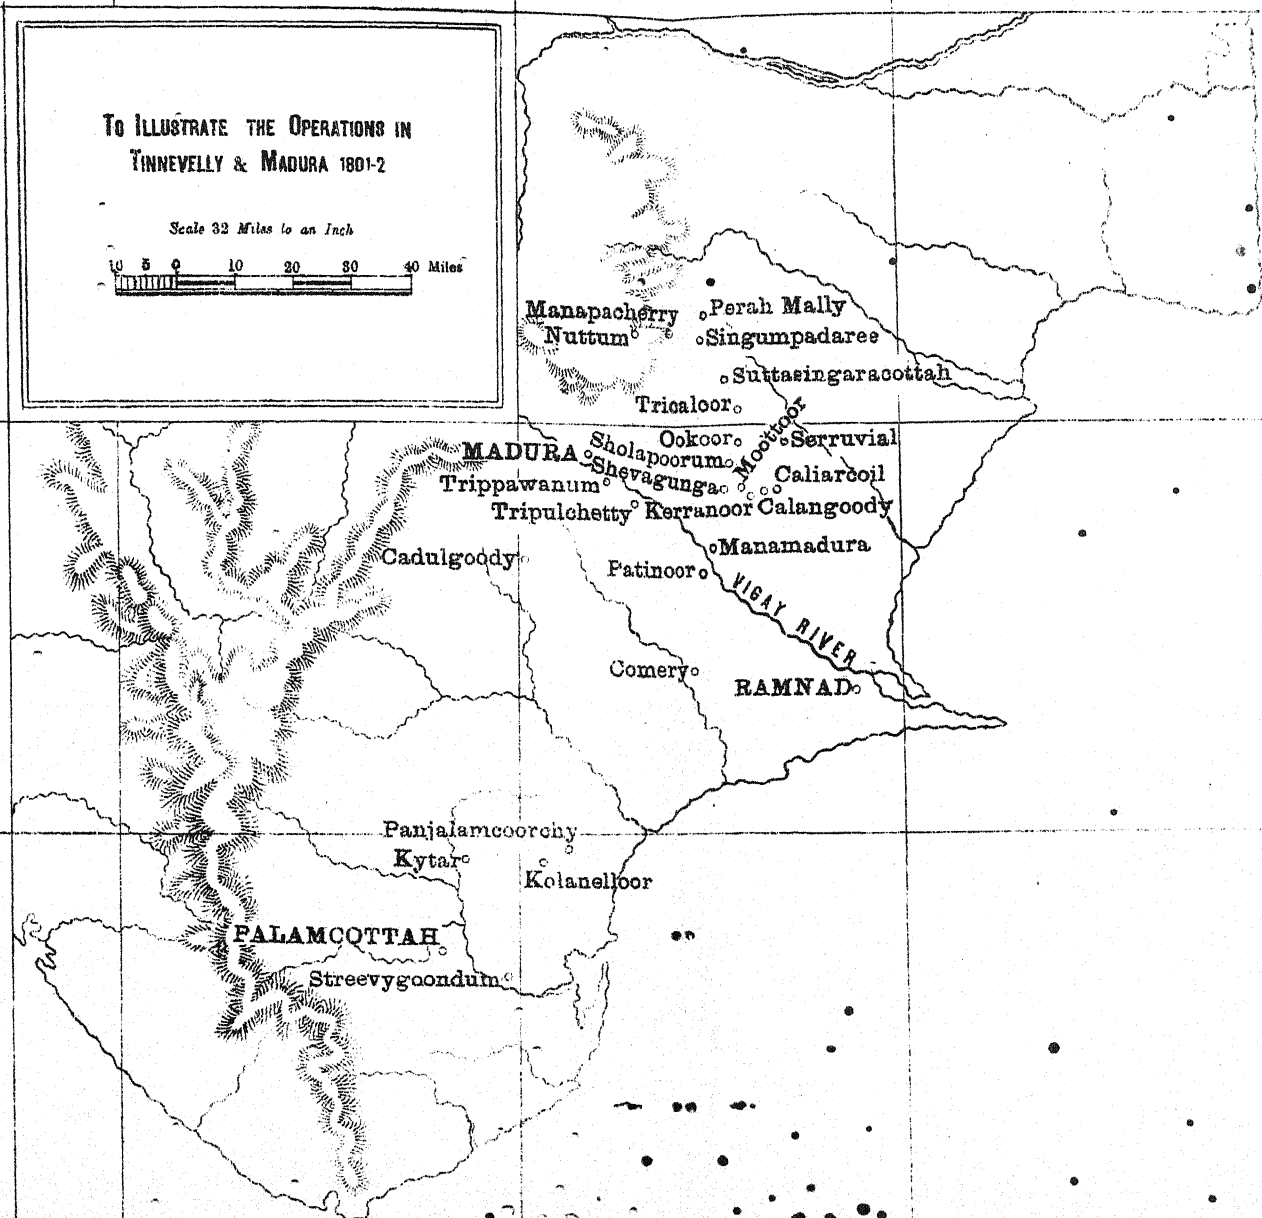 TO ILLUSTRATE THE OPERATIONS IN
TINNEVELLY & MADURA 1801-2
Scale 32 Miles to an Inch
10 5 0 10 20 30 40 Miles
Manapacherry
Perah Mally
Nuttum
Singumpadaree
Suttasingaracottah
Tricaloor
Moottoor
Ookoor
Serruvial
MADURA
Sholapoorum
Shevagunga
Caliarcoil
Trippawanum
Tripulchetty
Kerranoor
Calangoody
Manamadura
Cadulgoody
Patinoor
VIGAY RIVER
Comery
RAMNAD
Panjalamcoorchy
Kytar
Kolanelloor
PALAMCOTTAH
Streevygoondum